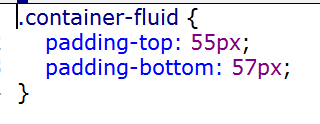 .container-fluid {
padding-top: 55px;
padding-bottom: 57px;
}